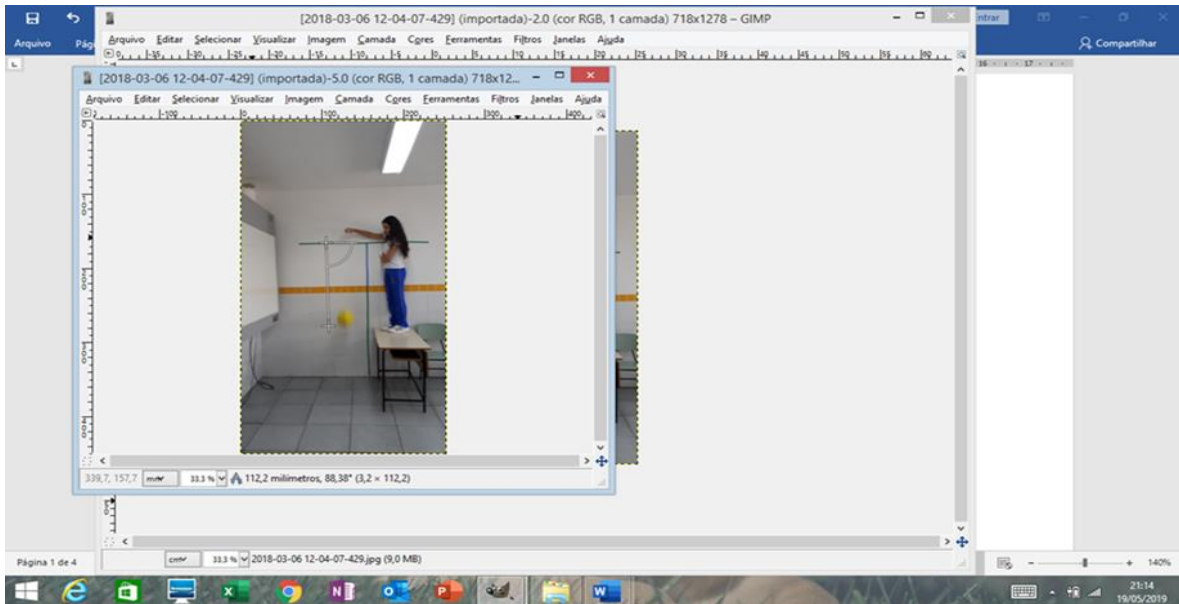 [2018-03-06 12-04-07-429] (importada)-2.0 (cor RGB, 1 camada) 718x1278 – GIMP
Arquivo Editar Selecionar Visualizar Imagem Camada Cores Ferramentas Filtros Janelas Ajuda
Arquivo Pági
ntrar
Compartilhar
16 17
[2018-03-06 12-04-07-429] (importada)-5.0 (cor RGB, 1 camada) 718x12...
Arquivo Editar Selecionar Visualizar Imagem Camada Cores Ferramentas Filtros Janelas Ajuda
339,7, 157,7 33.3 % 112,2 milímetros, 88,38° (3,2 × 112,2)
33.3 % 2018-03-06 12-04-07-429.jpg (9,0 MB)
Página 1 de 4
140%
21:14
19/05/2019